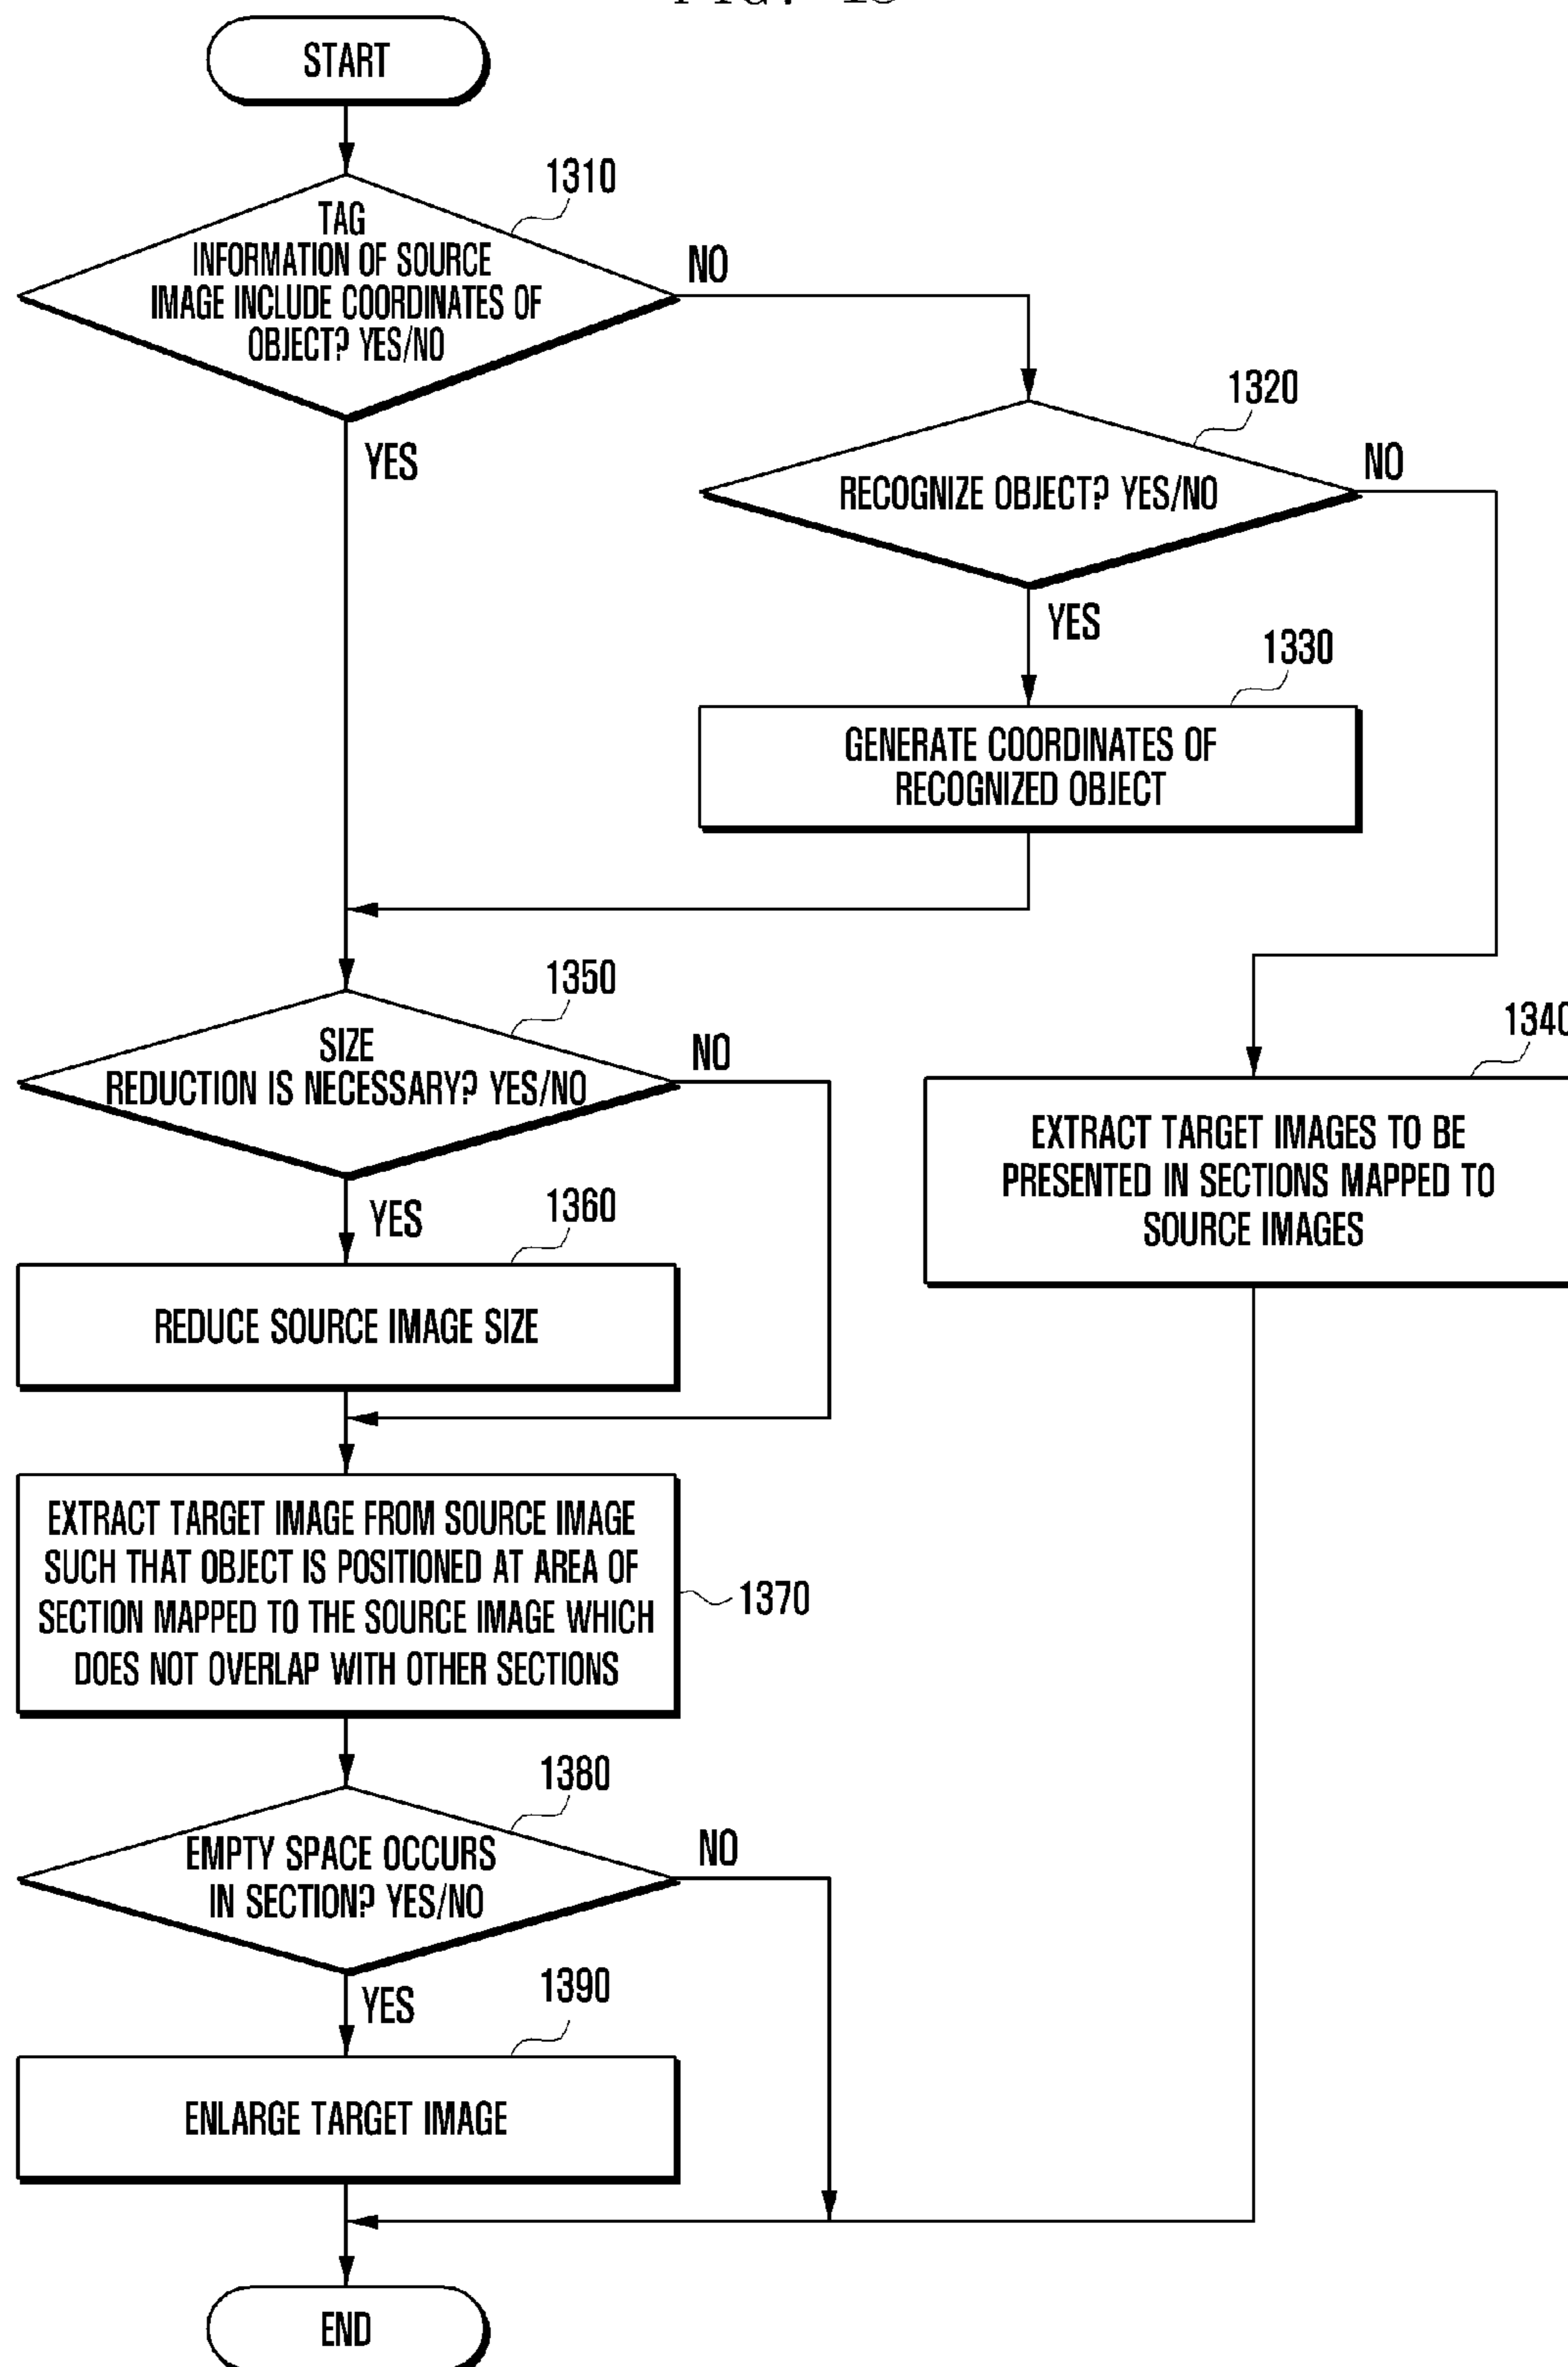 START
1310
TAG
INFORMATION OF SOURCE
IMAGE INCLUDE COORDINATES OF
OBJECT? YES/NO
NO
YES
1320
RECOGNIZE OBJECT? YES/NO
NO
YES
1330
GENERATE COORDINATES OF
RECOGNIZED OBJECT
1350
SIZE
REDUCTION IS NECESSARY? YES/NO
NO
YES
1340
EXTRACT TARGET IMAGES TO BE
PRESENTED IN SECTIONS MAPPED TO
SOURCE IMAGES
1360
REDUCE SOURCE IMAGE SIZE
EXTRACT TARGET IMAGE FROM SOURCE IMAGE
SUCH THAT OBJECT IS POSITIONED AT AREA OF
SECTION MAPPED TO THE SOURCE IMAGE WHICH
DOES NOT OVERLAP WITH OTHER SECTIONS
1370
1380
EMPTY SPACE OCCURS
IN SECTION? YES/NO
NO
YES
1390
ENLARGE TARGET IMAGE
END